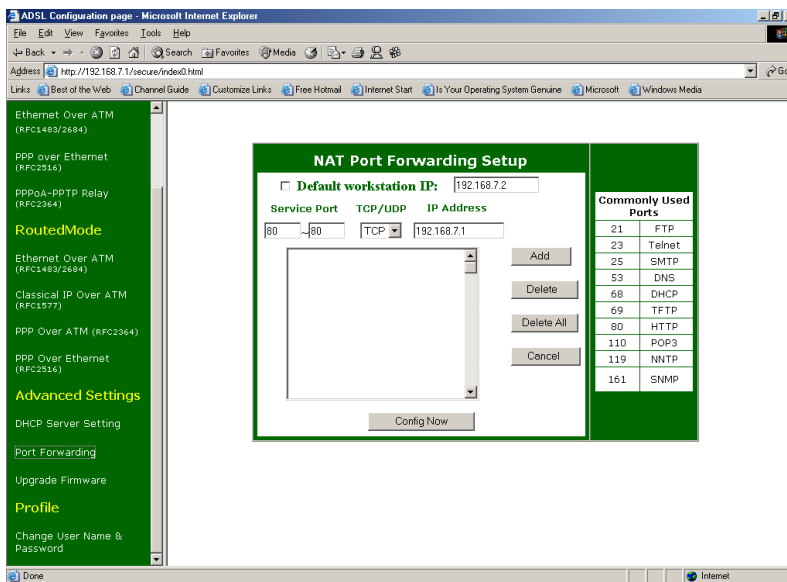 ADSL Configuration page - Microsoft Internet Explorer
File Edit View Favorites Tools Help
Back Search Favorites Media
Address http://192.168.7.1/secure/index0.html Go
Links Best of the Web Channel Guide Customize Links Free Hotmail Internet Start Is Your Operating System Genuine Microsoft Windows Media
Ethernet Over ATM
(RFC1483/2684)
PPP over Ethernet
(RFC2516)
PPPoA-PPTP Relay
(RFC2364)
RoutedMode
Ethernet Over ATM
(RFC1483/2684)
Classical IP Over ATM
(RFC1577)
PPP Over ATM (RFC2364)
PPP Over Ethernet
(RFC2516)
Advanced Settings
DHCP Server Setting
Port Forwarding
Upgrade Firmware
Profile
Change User Name &
Password
NAT Port Forwarding Setup
Default workstation IP: 192.168.7.2
Service Port TCP/UDP IP Address
80 ~ 80 TCP 192.168.7.1
Add
Delete
Delete All
Cancel
Config Now
Commonly Used
Ports
21 FTP
23 Telnet
25 SMTP
53 DNS
68 DHCP
69 TFTP
80 HTTP
110 POP3
119 NNTP
161 SNMP
Done Internet